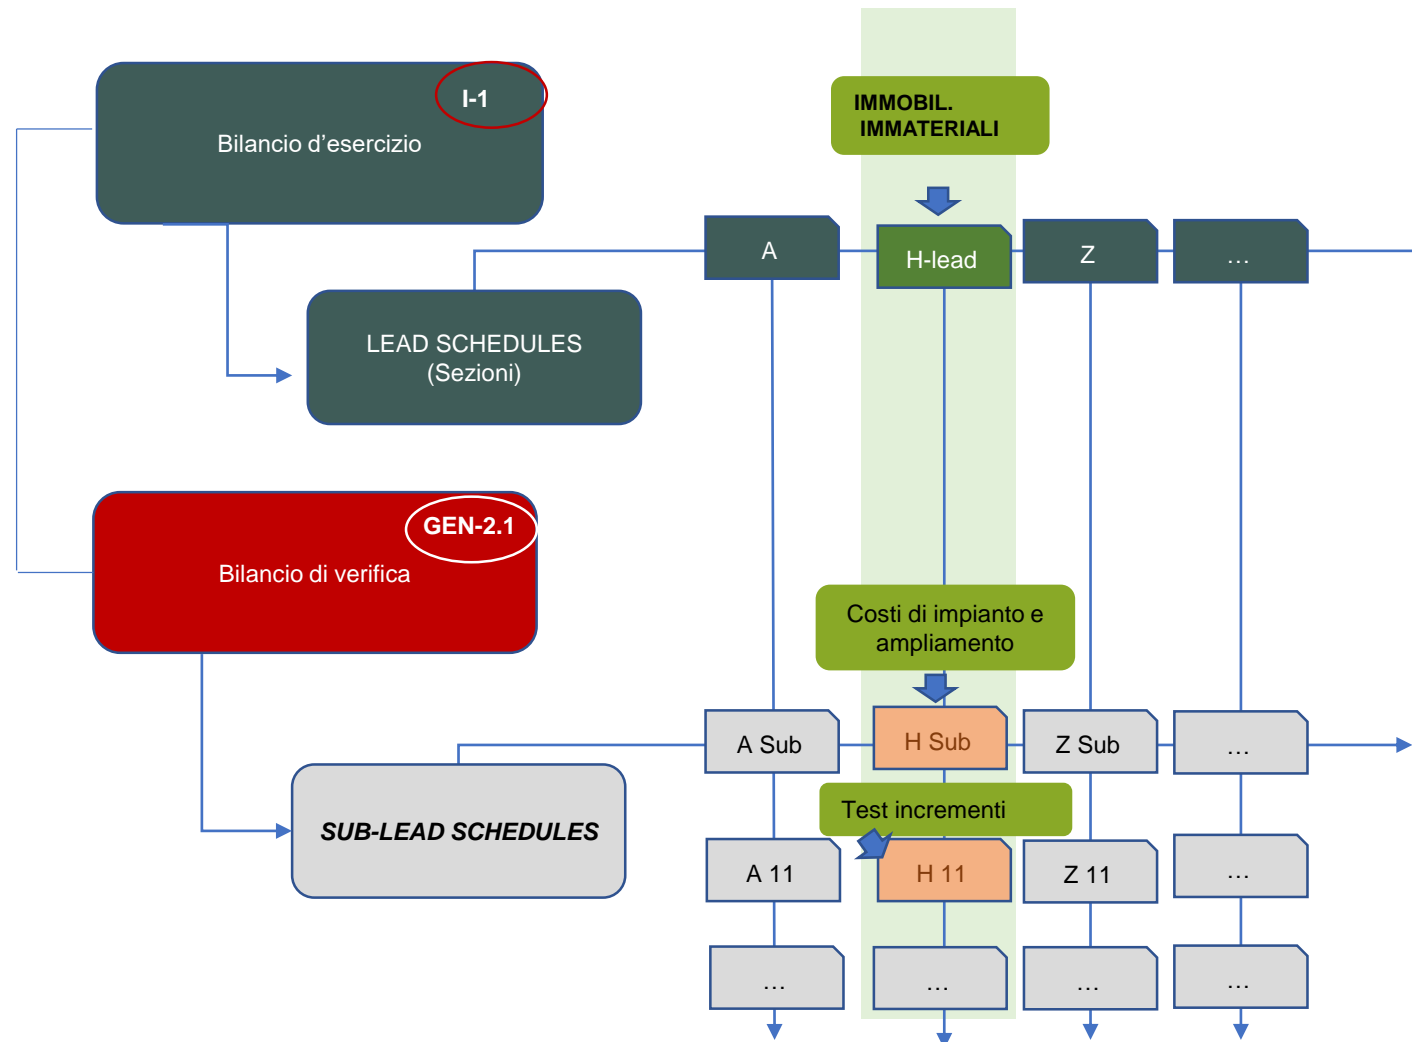 I-1
Bilancio d’esercizio
IMMOBIL.
IMMATERIALI
A
H-lead
Z
…
LEAD SCHEDULES
(Sezioni)
GEN-2.1
Bilancio di verifica
Costi di impianto e
ampliamento
A Sub
H Sub
Z Sub
…
SUB-LEAD SCHEDULES
Test incrementi
A 11
H 11
Z 11
…
…
…
…
…